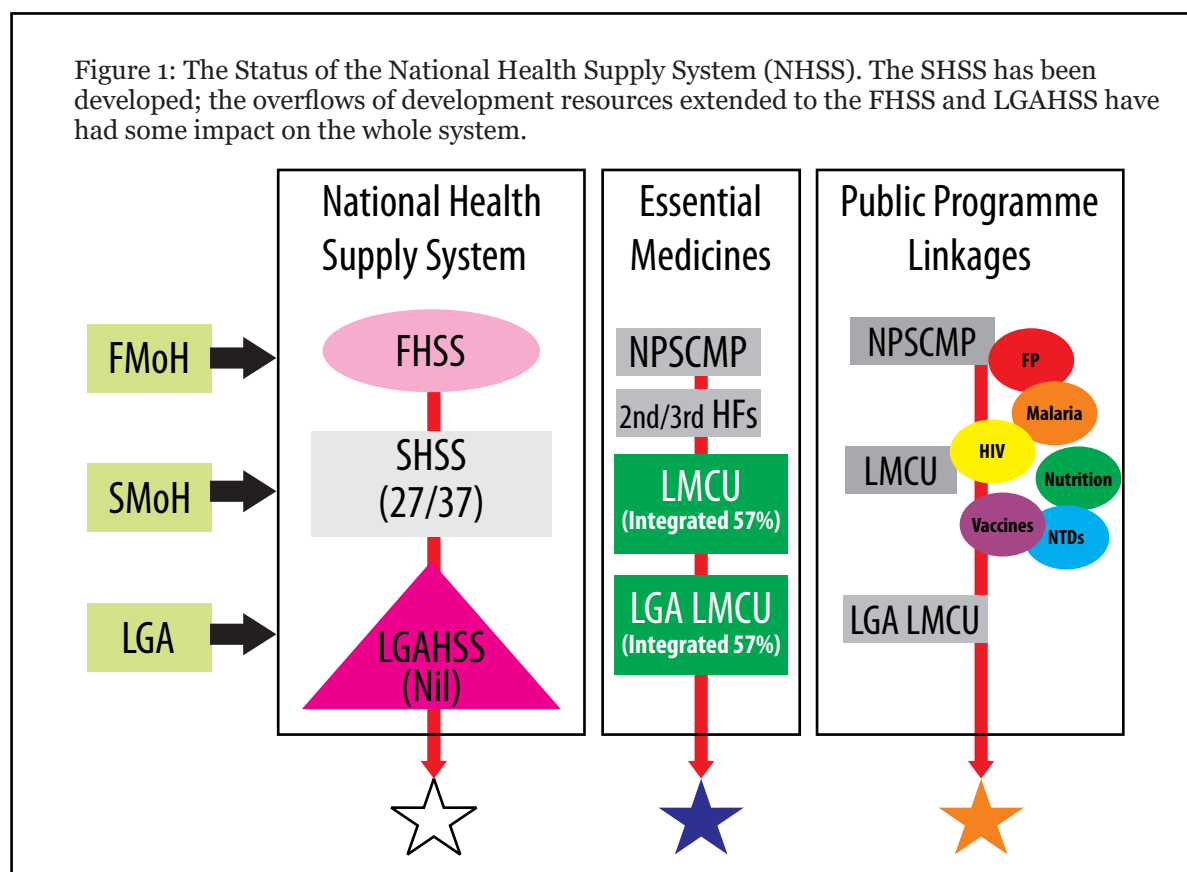 Figure 1: The Status of the National Health Supply System (NHSS). The SHSS has been
developed; the overflows of development resources extended to the FHSS and LGAHSS have
had some impact on the whole system.
National Health
Supply System
Essential
Medicines
Public Programme
Linkages
FMoH
FHSS
NPSCMP
NPSCMP
FP
2nd/3rd HFs
Malaria
SMoH
SHSS
(27/37)
LMCU
(Integrated 57%)
LMCU
HIV
Nutrition
Vaccines
NTDs
LGA
LGAHSS
(Nil)
LGA LMCU
(Integrated 57%)
LGA LMCU